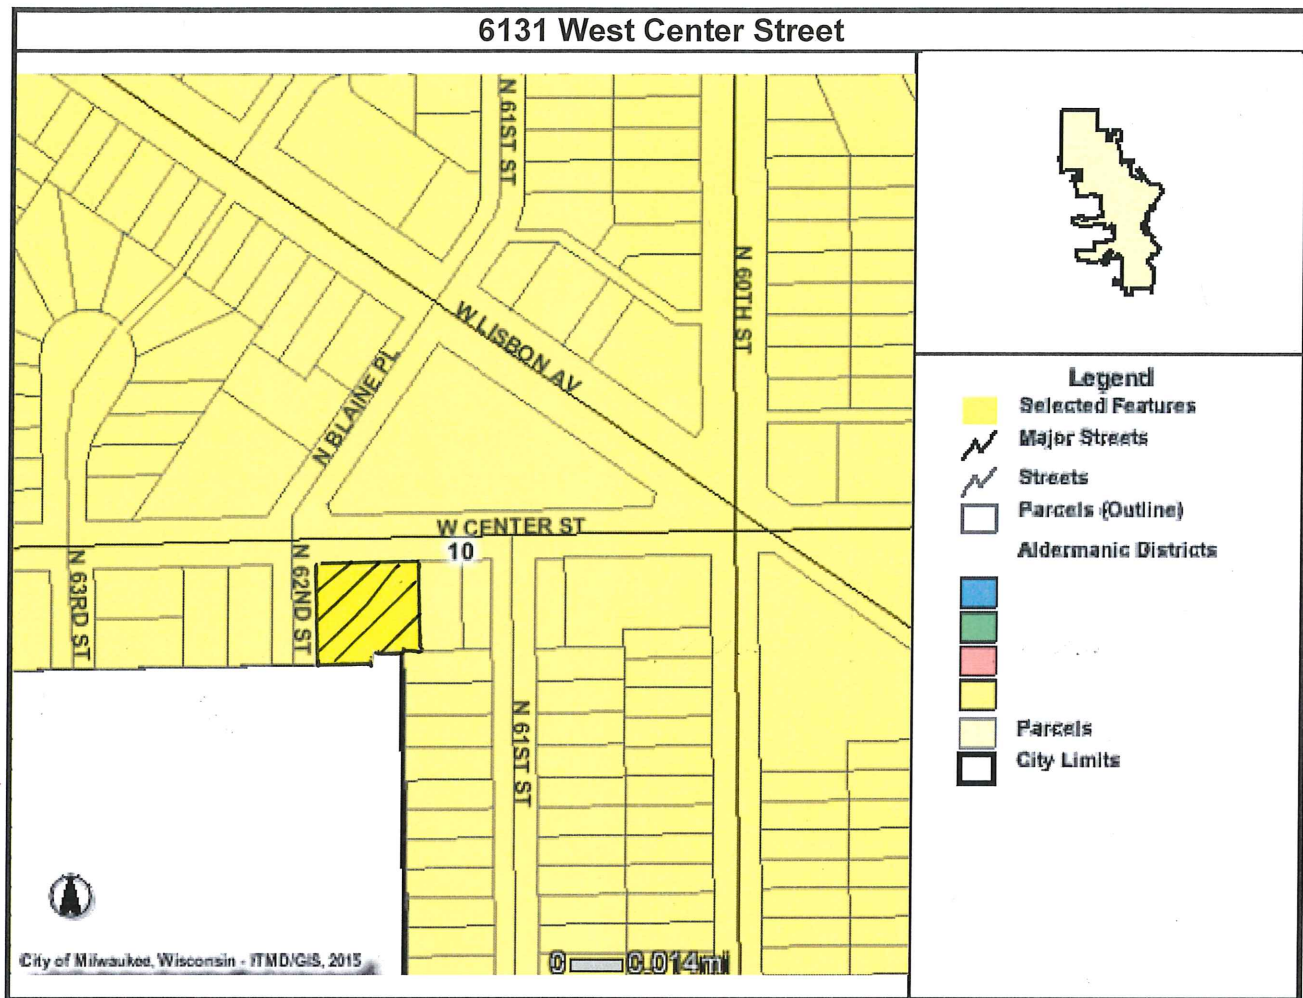 6131 West Center Street
N 61ST ST
N 60TH ST
W LISBON AV
N BLAINE PL
W CENTER ST
10
N 63RD ST
N 62ND ST
N 61ST ST
City of Milwaukee, Wisconsin - ITMD/GIS, 2015
0 0.014mi
Legend
Selected Features
Major Streets
Streets
Parcels (Outline)
Aldermanic Districts
Parcels
City Limits